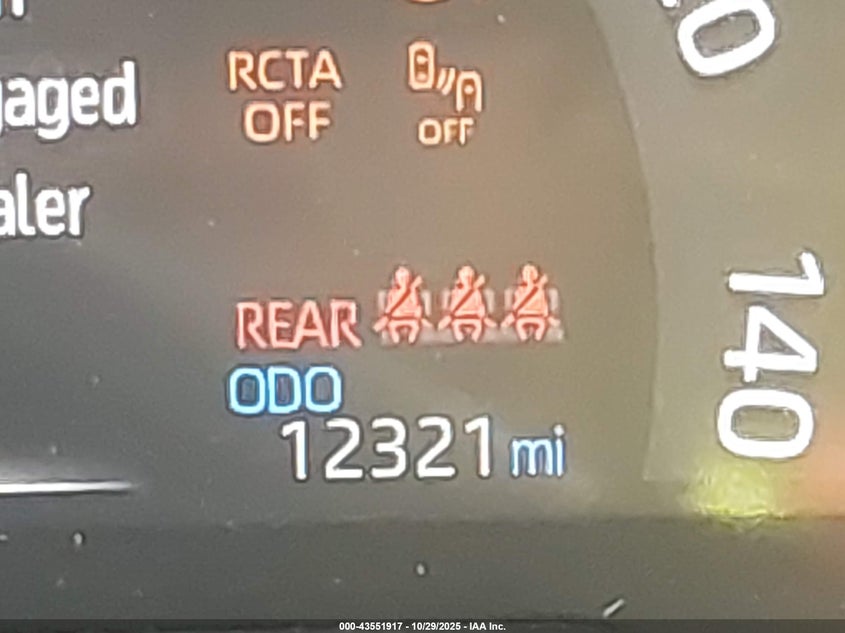 RCTA
OFF
OFF
gaged
aler
REAR
ODO
12321 mi
140
000-43551917 - 10/29/2025 - IAA Inc.